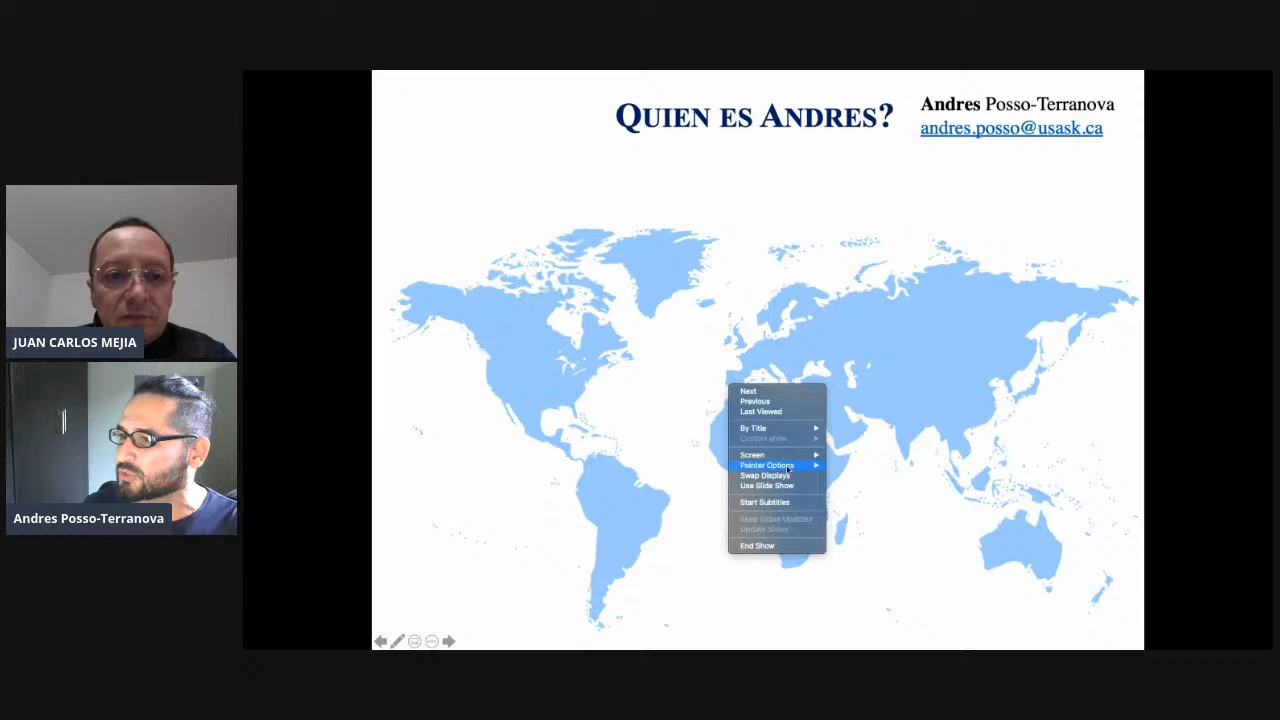 QUIEN ES ANDRES?
Andres Posso-Terranova
andres.posso@usask.ca
JUAN CARLOS MEJIA
Andres Posso-Terranova
Next
Previous
Last Viewed
By Title
Custom show
Screen
Pointer Options
Swap Displays
Use Slide Show
Start Subtitles
Keep Slides Updated
Update Slides
End Show